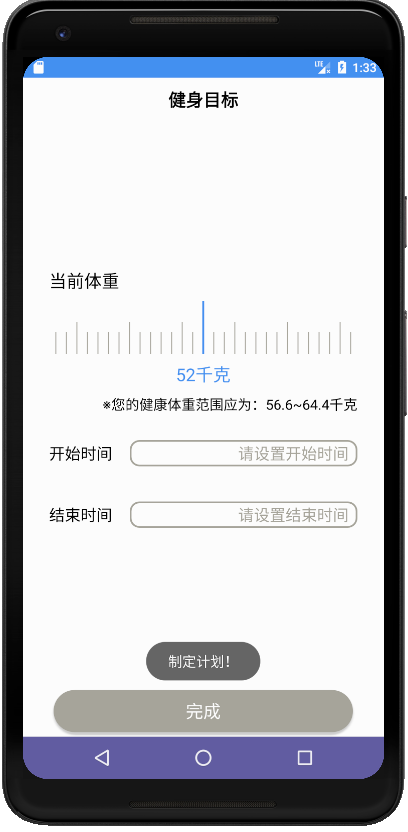 LTE 1:33
健身目标
当前体重
52千克
※您的健康体重范围应为：56.6~64.4千克
开始时间 请设置开始时间
结束时间 请设置结束时间
制定计划！
完成